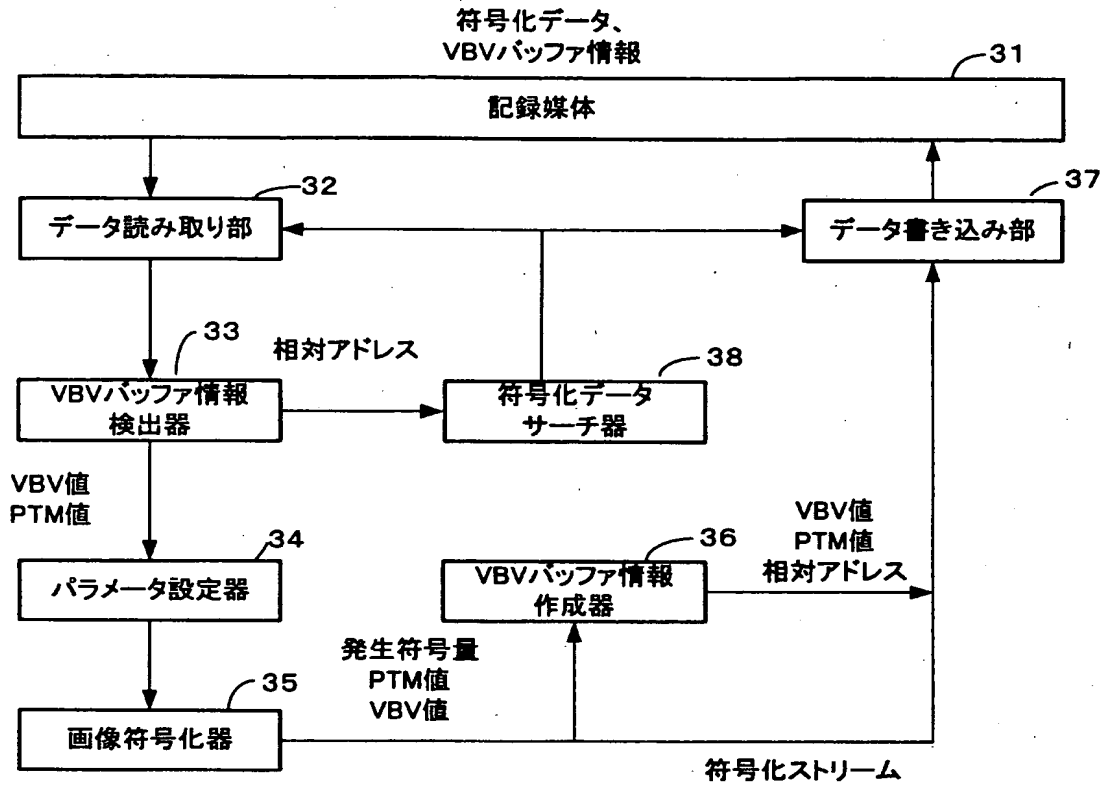 符号化データ、
VBVバッファ情報
31
記録媒体
32
データ読み取り部
37
データ書き込み部
33
相対アドレス
38
VBVバッファ情報
検出器
符号化データ
サーチ器
VBV値
PTM値
34
パラメータ設定器
36
VBVバッファ情報
作成器
VBV値
PTM値
相対アドレス
発生符号量
PTM値
VBV値
35
画像符号化器
符号化ストリーム